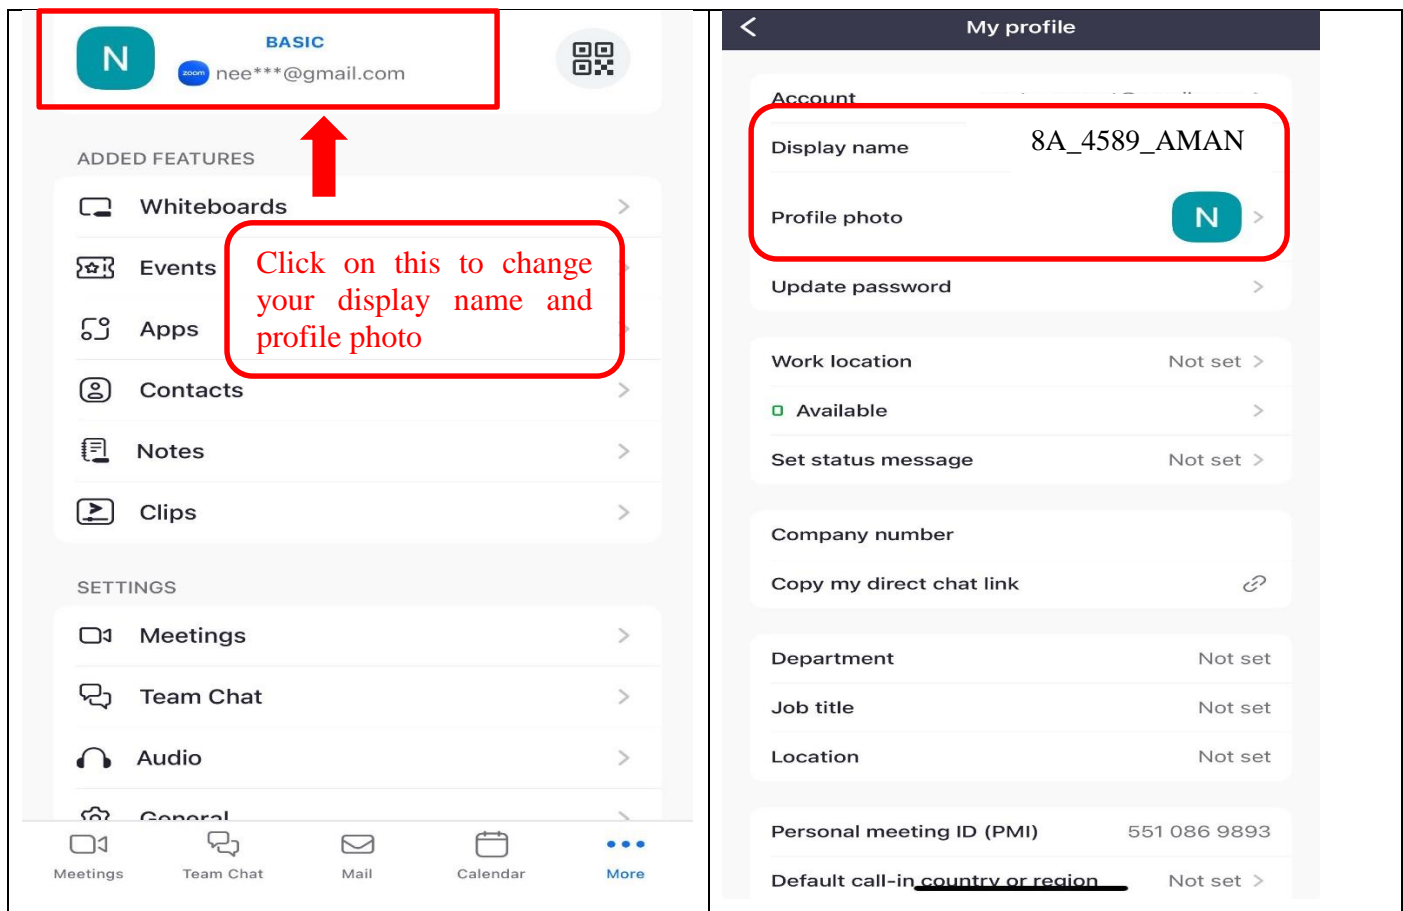 N
BASIC
zoom nee***@gmail.com
ADDED FEATURES
Whiteboards
Events
Apps
Contacts
Notes
Clips
Click on this to change
your display name and
profile photo
SETTINGS
Meetings
Team Chat
Audio
General
Meetings
Team Chat
Mail
Calendar
More
My profile
Account
Display name 8A_4589_AMAN
Profile photo N
Update password
Work location Not set
Available
Set status message Not set
Company number
Copy my direct chat link
Department Not set
Job title Not set
Location Not set
Personal meeting ID (PMI) 551 086 9893
Default call-in country or region Not set